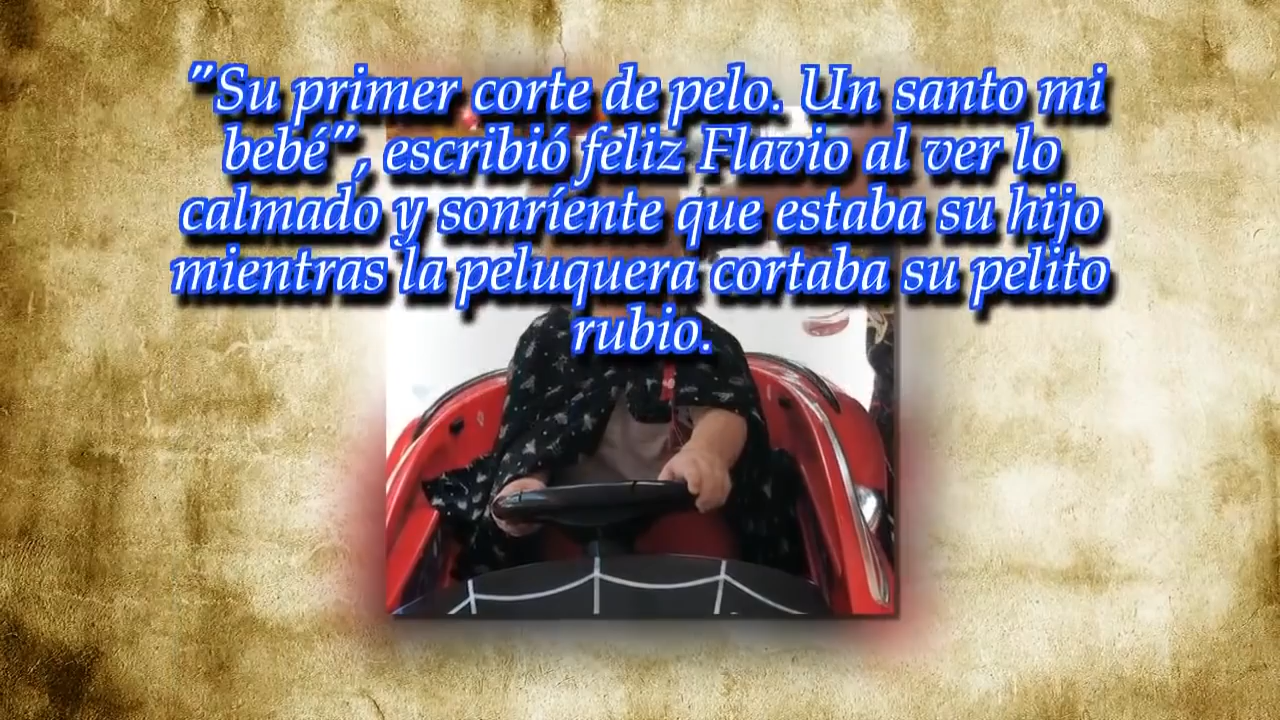 "Su primer corte de pelo. Un santo mi
bebé", escribió feliz Flavio al ver lo
calmado y sonríente que estaba su hijo
mientras la peluquera cortaba su pelito
rubio.